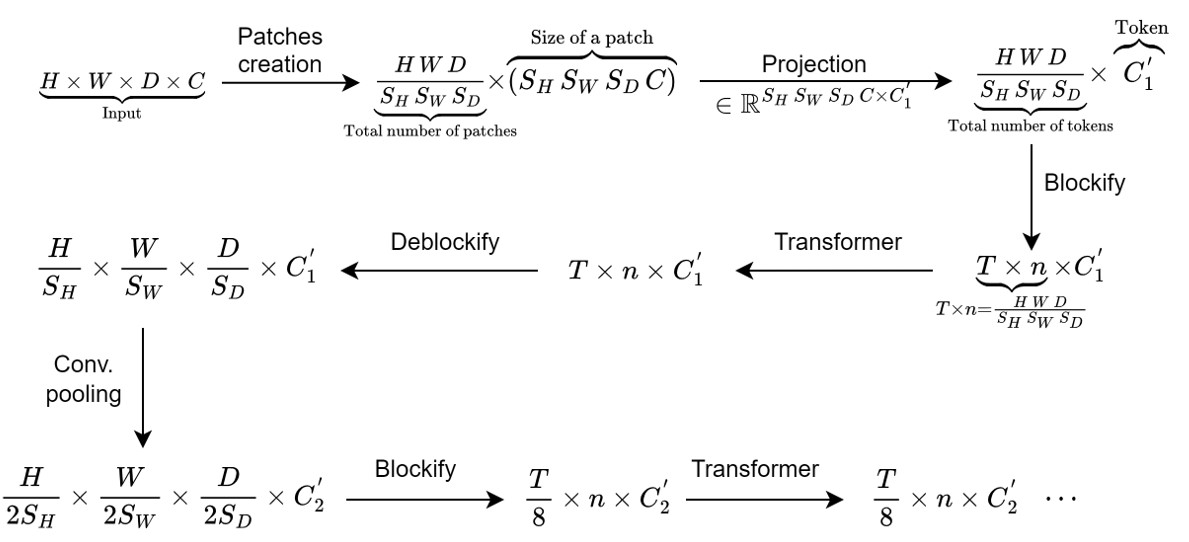 $\underbrace{H \times W \times D \times C}_{\text{Input}}$
Patches
creation
$\underbrace{\frac{H\,W\,D}{S_H\,S_W\,S_D}}_{\text{Total number of patches}} \times \overbrace{(S_H\,S_W\,S_D\,C)}^{\text{Size of a patch}}$
Projection
$\in \mathbb{R}^{S_H\,S_W\,S_D\,C \times C_1'}$
$\underbrace{\frac{H\,W\,D}{S_H\,S_W\,S_D}}_{\text{Total number of tokens}} \times \overbrace{C_1'}^{\text{Token}}$
Blockify
$\underbrace{T \times n}_{T \times n = \frac{H\,W\,D}{S_H\,S_W\,S_D}} \times C_1'$
Transformer
$T \times n \times C_1'$
Deblockify
$\frac{H}{S_H} \times \frac{W}{S_W} \times \frac{D}{S_D} \times C_1'$
Conv.
pooling
$\frac{H}{2S_H} \times \frac{W}{2S_W} \times \frac{D}{2S_D} \times C_2'$
Blockify
$\frac{T}{8} \times n \times C_2'$
Transformer
$\frac{T}{8} \times n \times C_2' \cdots$